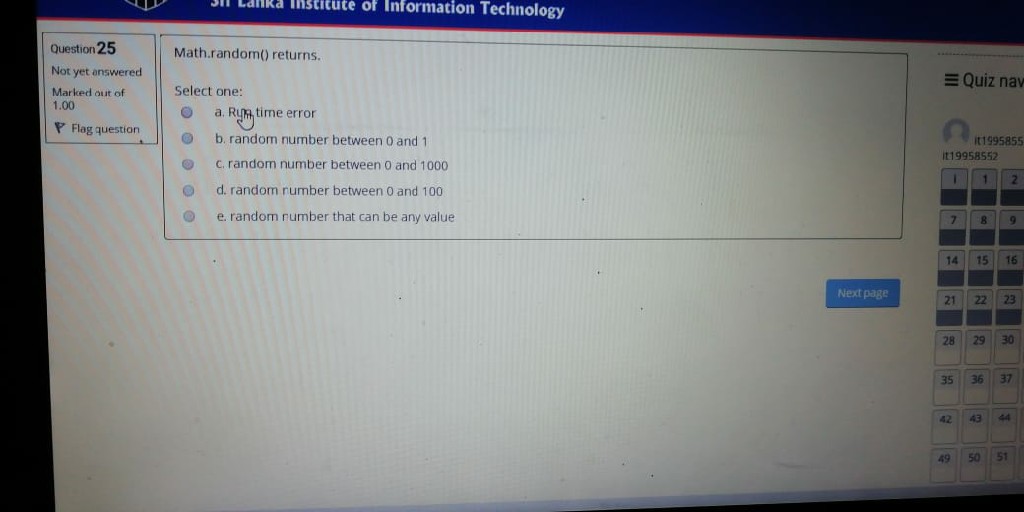 Sri Lanka Institute of Information Technology
Question 25
Not yet answered
Marked out of
1.00
Flag question
Math.random() returns.
Select one:
a. Run time error
b. random number between 0 and 1
c. random number between 0 and 1000
d. random number between 0 and 100
e. random number that can be any value
Next page
Quiz nav
it1995855
it19958552
i 1 2
7 8 9
14 15 16
21 22 23
28 29 30
35 36 37
42 43 44
49 50 51